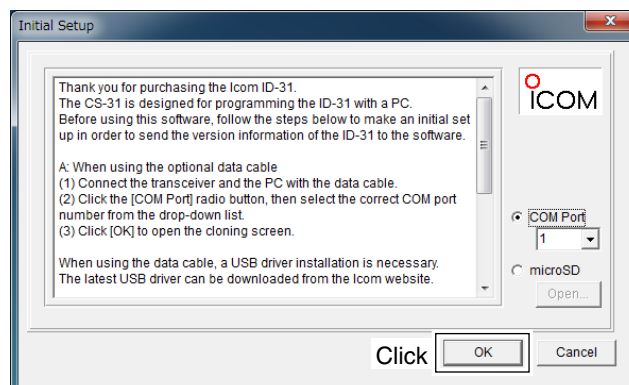 Initial Setup
Thank you for purchasing the Icom ID-31.
The CS-31 is designed for programming the ID-31 with a PC.
Before using this software, follow the steps below to make an initial set
up in order to send the version information of the ID-31 to the software.
A: When using the optional data cable
(1) Connect the transceiver and the PC with the data cable.
(2) Click the [COM Port] radio button, then select the correct COM port
number from the drop-down list.
(3) Click [OK] to open the cloning screen.
When using the data cable, a USB driver installation is necessary.
The latest USB driver can be downloaded from the Icom website.
ICOM
COM Port
1
microSD
Open...
Click OK Cancel